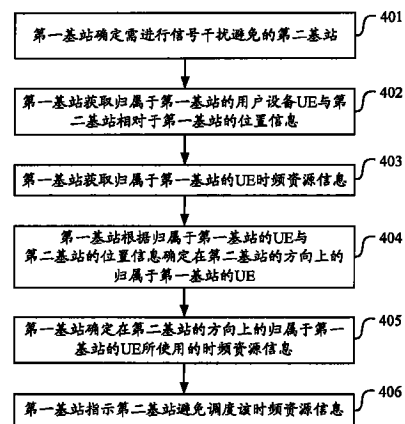 401
第一基站确定需进行信号干扰避免的第二基站
402
第一基站获取归属于第一基站的用户设备UE与第
二基站相对于第一基站的位置信息
403
第一基站获取归属于第一基站的UE时频资源信息
404
第一基站根据归属于第一基站的UE与
第二基站的位置信息确定在第二基站的方向上的
归属于第一基站的UE
405
第一基站确定在第二基站的方向上的归属于第一
基站的UE所使用的时频资源信息
406
第一基站指示第二基站避免调度该时频资源信息